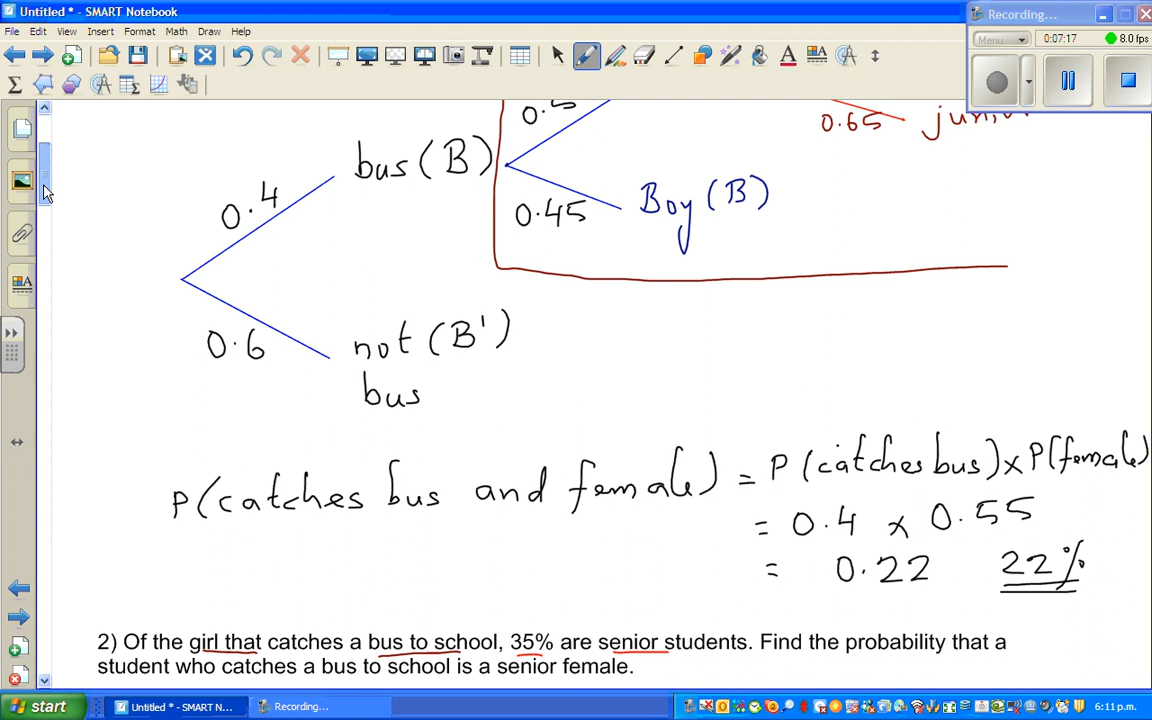 Untitled * - SMART Notebook
Recording...
File Edit View Insert Format Tools Math Draw Help
Menu 0:07:17 8.0 fps
0.65
bus (B)
0.4
Boy (B)
0.45
0.6
not (B')
bus
P(catches bus and female) = P(catches bus) x P(female)
= 0.4 x 0.55
= 0.22 22%
2) Of the girl that catches a bus to school, 35% are senior students. Find the probability that a
student who catches a bus to school is a senior female.
start
Untitled * - SMART N...
Recording...
6:11 p.m.